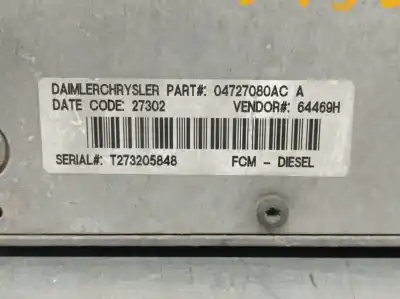 DAIMLERCHRYSLER PART#: 04727080AC A
DATE CODE: 27302 VENDOR#: 64469H
SERIAL#: T273205848 FCM - DIESEL